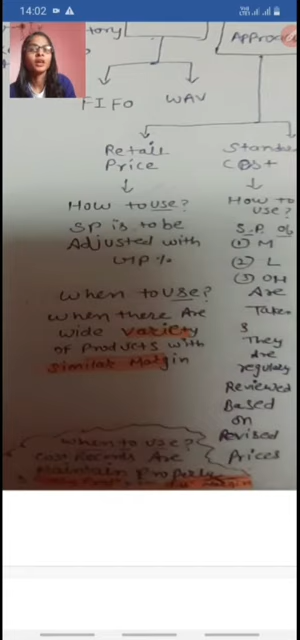 14:02
tory
Approac
FIFO
WAV
Retail
Price
How to use?
SP is to be
Adjusted with
When to use?
When there Are
wide variety
of products with
similar Margin
Standa
cost
How to
use?
S.P. of
(1) M
(2) L
(3) OH
Are
Taken
&
They
are
regularly
Reviewed
Based
on
Revised
Prices
When to use?
Cost Records Are
Maintain Properly